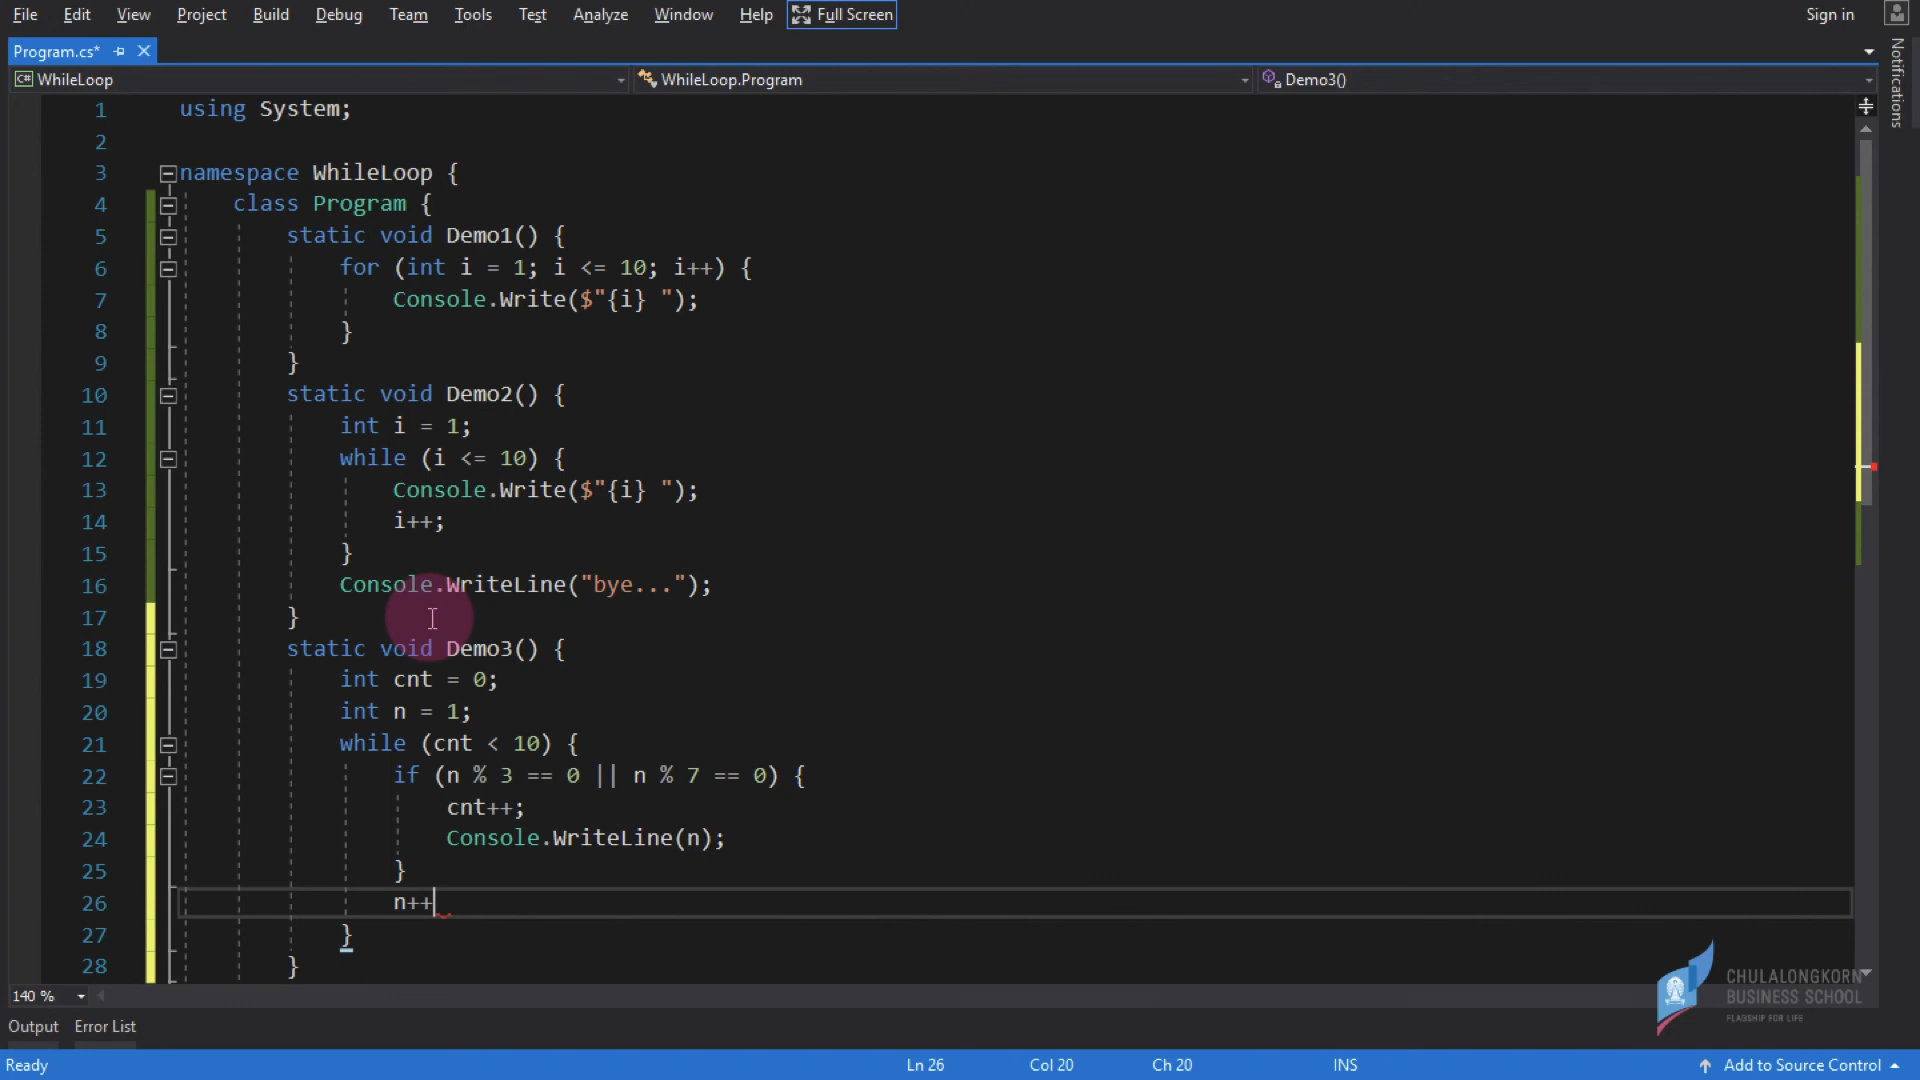 File Edit View Project Build Debug Team Tools Test Analyze Window Help Full Screen Sign in
Program.cs*
Notifications
WhileLoop WhileLoop.Program Demo3()
1 using System;
2
3 namespace WhileLoop {
4 class Program {
5 static void Demo1() {
6 for (int i = 1; i <= 10; i++) {
7 Console.Write($"{i} ");
8 }
9 }
10 static void Demo2() {
11 int i = 1;
12 while (i <= 10) {
13 Console.Write($"{i} ");
14 i++;
15 }
16 Console.WriteLine("bye...");
17 }
18 static void Demo3() {
19 int cnt = 0;
20 int n = 1;
21 while (cnt < 10) {
22 if (n % 3 == 0 || n % 7 == 0) {
23 cnt++;
24 Console.WriteLine(n);
25 }
26 n++
27 }
28 }
CHULALONGKORN
BUSINESS SCHOOL
FLAGSHIP FOR LIFE
140 %
Output Error List
Ready Ln 26 Col 20 Ch 20 INS Add to Source Control